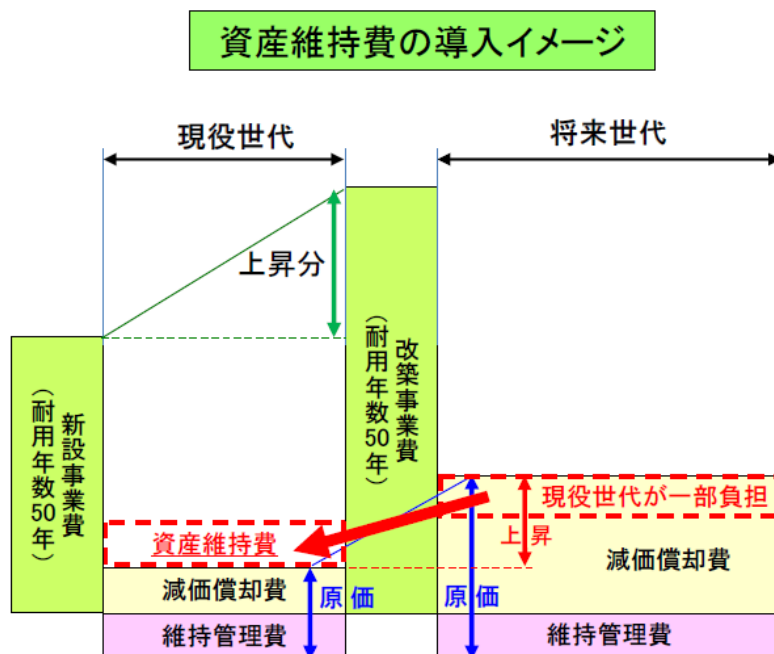 資産維持費の導入イメージ
現役世代
将来世代
上昇分
新設事業費
（耐用年数50年）
改築事業費
（耐用年数50年）
資産維持費
現役世代が一部負担
上昇
減価償却費
減価償却費
原価
原価
維持管理費
維持管理費